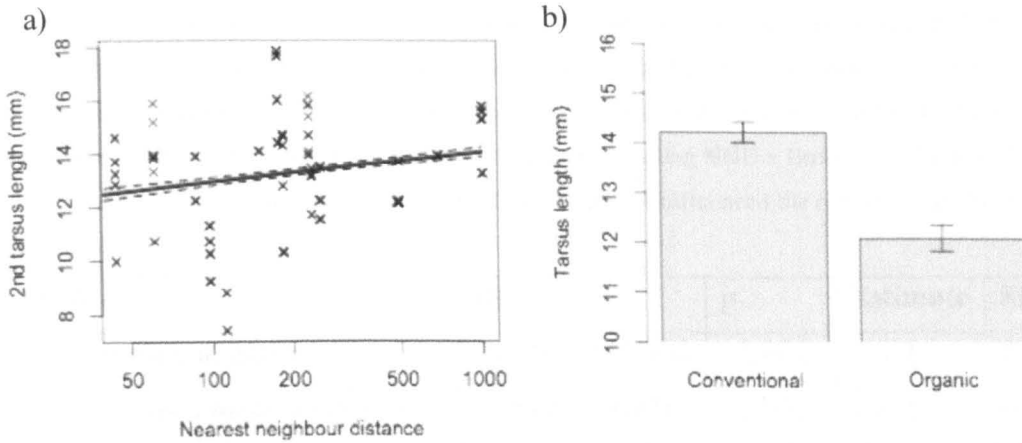 a)
2nd tarsus length (mm)
18
16
14
12
10
8
50 100 200 500 1000
Nearest neighbour distance
b)
Tarsus length (mm)
16
15
14
13
12
11
10
Conventional Organic